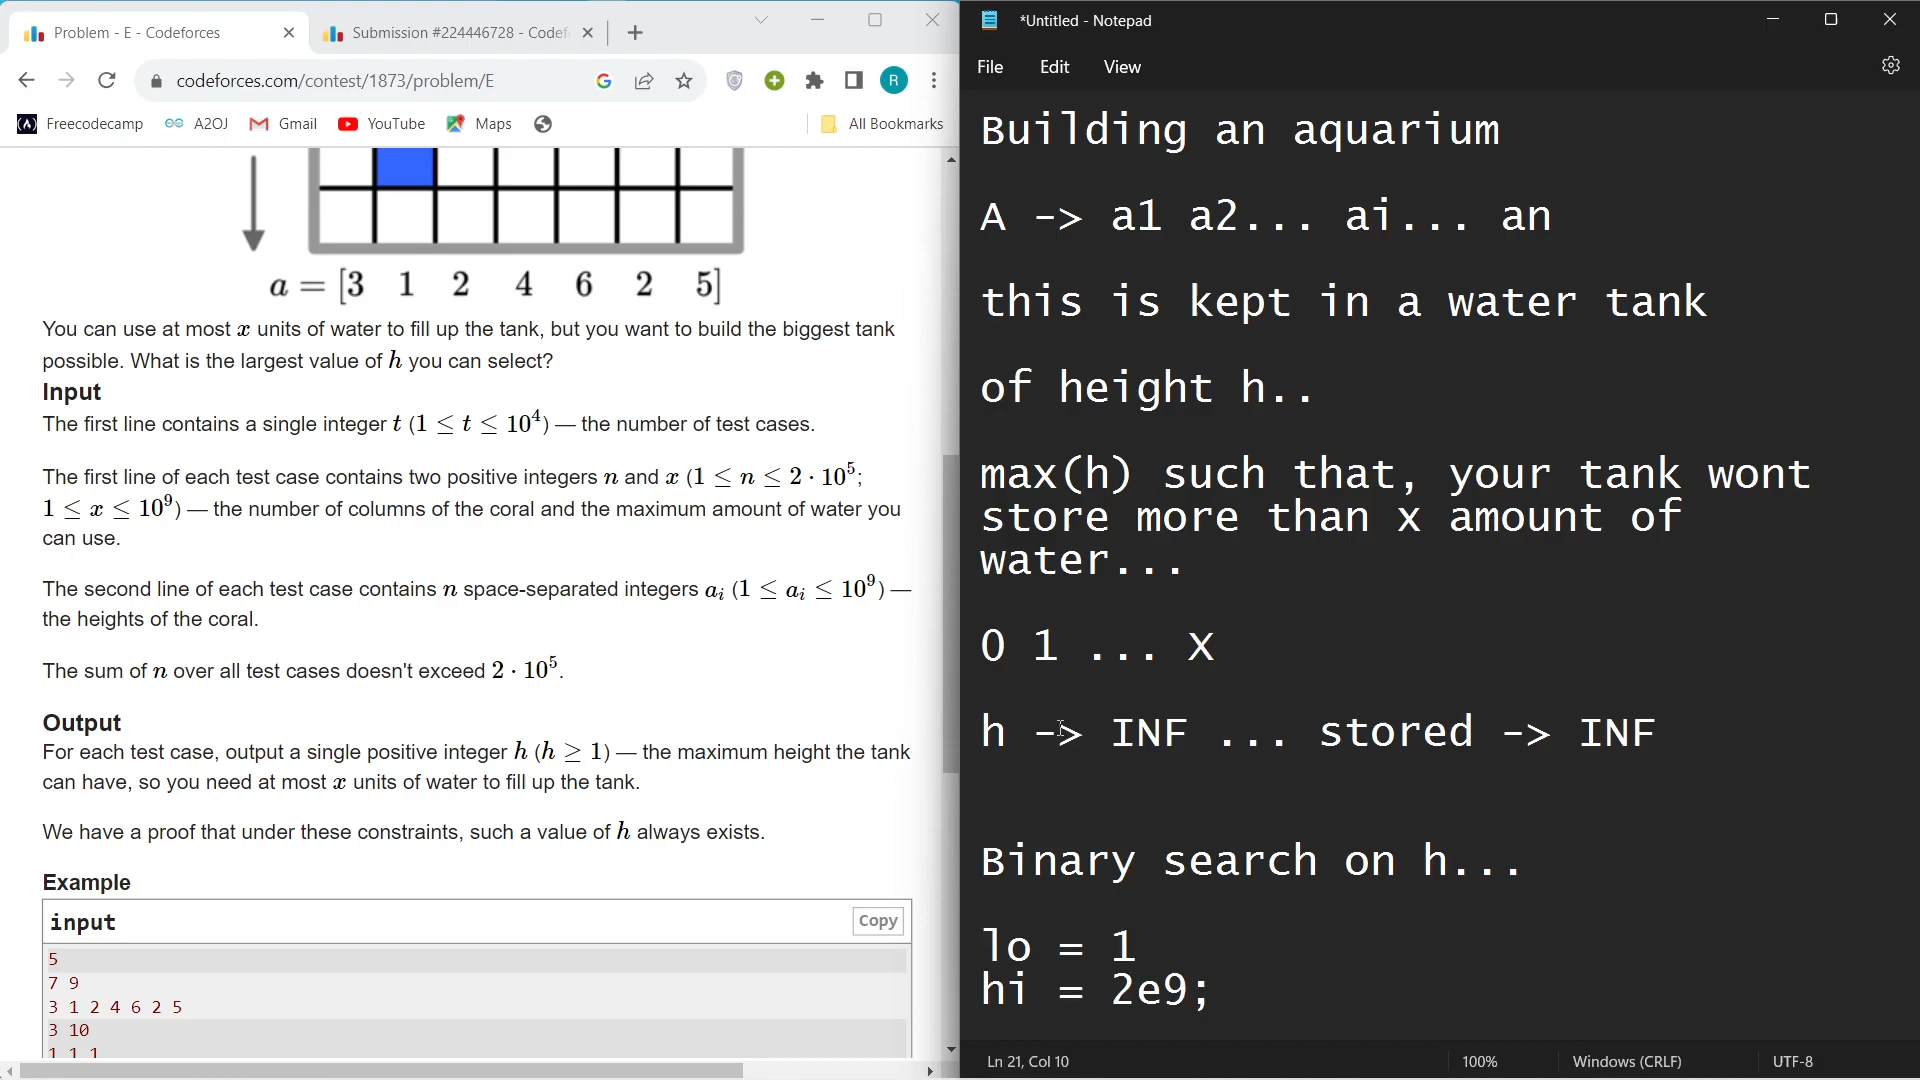 Problem - E - Codeforces
Submission #224446728 - Codef
codeforces.com/contest/1873/problem/E
R
Freecodecamp
A2OJ
Gmail
YouTube
Maps
All Bookmarks
a = [3 1 2 4 6 2 5]
You can use at most x units of water to fill up the tank, but you want to build the biggest tank
possible. What is the largest value of h you can select?
Input
The first line contains a single integer t (1 ≤ t ≤ 10^4) — the number of test cases.
The first line of each test case contains two positive integers n and x (1 ≤ n ≤ 2 · 10^5;
1 ≤ x ≤ 10^9) — the number of columns of the coral and the maximum amount of water you
can use.
The second line of each test case contains n space-separated integers a_i (1 ≤ a_i ≤ 10^9) —
the heights of the coral.
The sum of n over all test cases doesn't exceed 2 · 10^5.
Output
For each test case, output a single positive integer h (h ≥ 1) — the maximum height the tank
can have, so you need at most x units of water to fill up the tank.
We have a proof that under these constraints, such a value of h always exists.
Example
input
Copy
5
7 9
3 1 2 4 6 2 5
3 10
1 1 1
*Untitled - Notepad
File Edit View
Building an aquarium
A -> a1 a2... ai... an
this is kept in a water tank
of height h..
max(h) such that, your tank wont
store more than x amount of
water...
0 1 ... X
h -> INF ... stored -> INF
Binary search on h...
lo = 1
hi = 2e9;
Ln 21, Col 10
100%
Windows (CRLF)
UTF-8